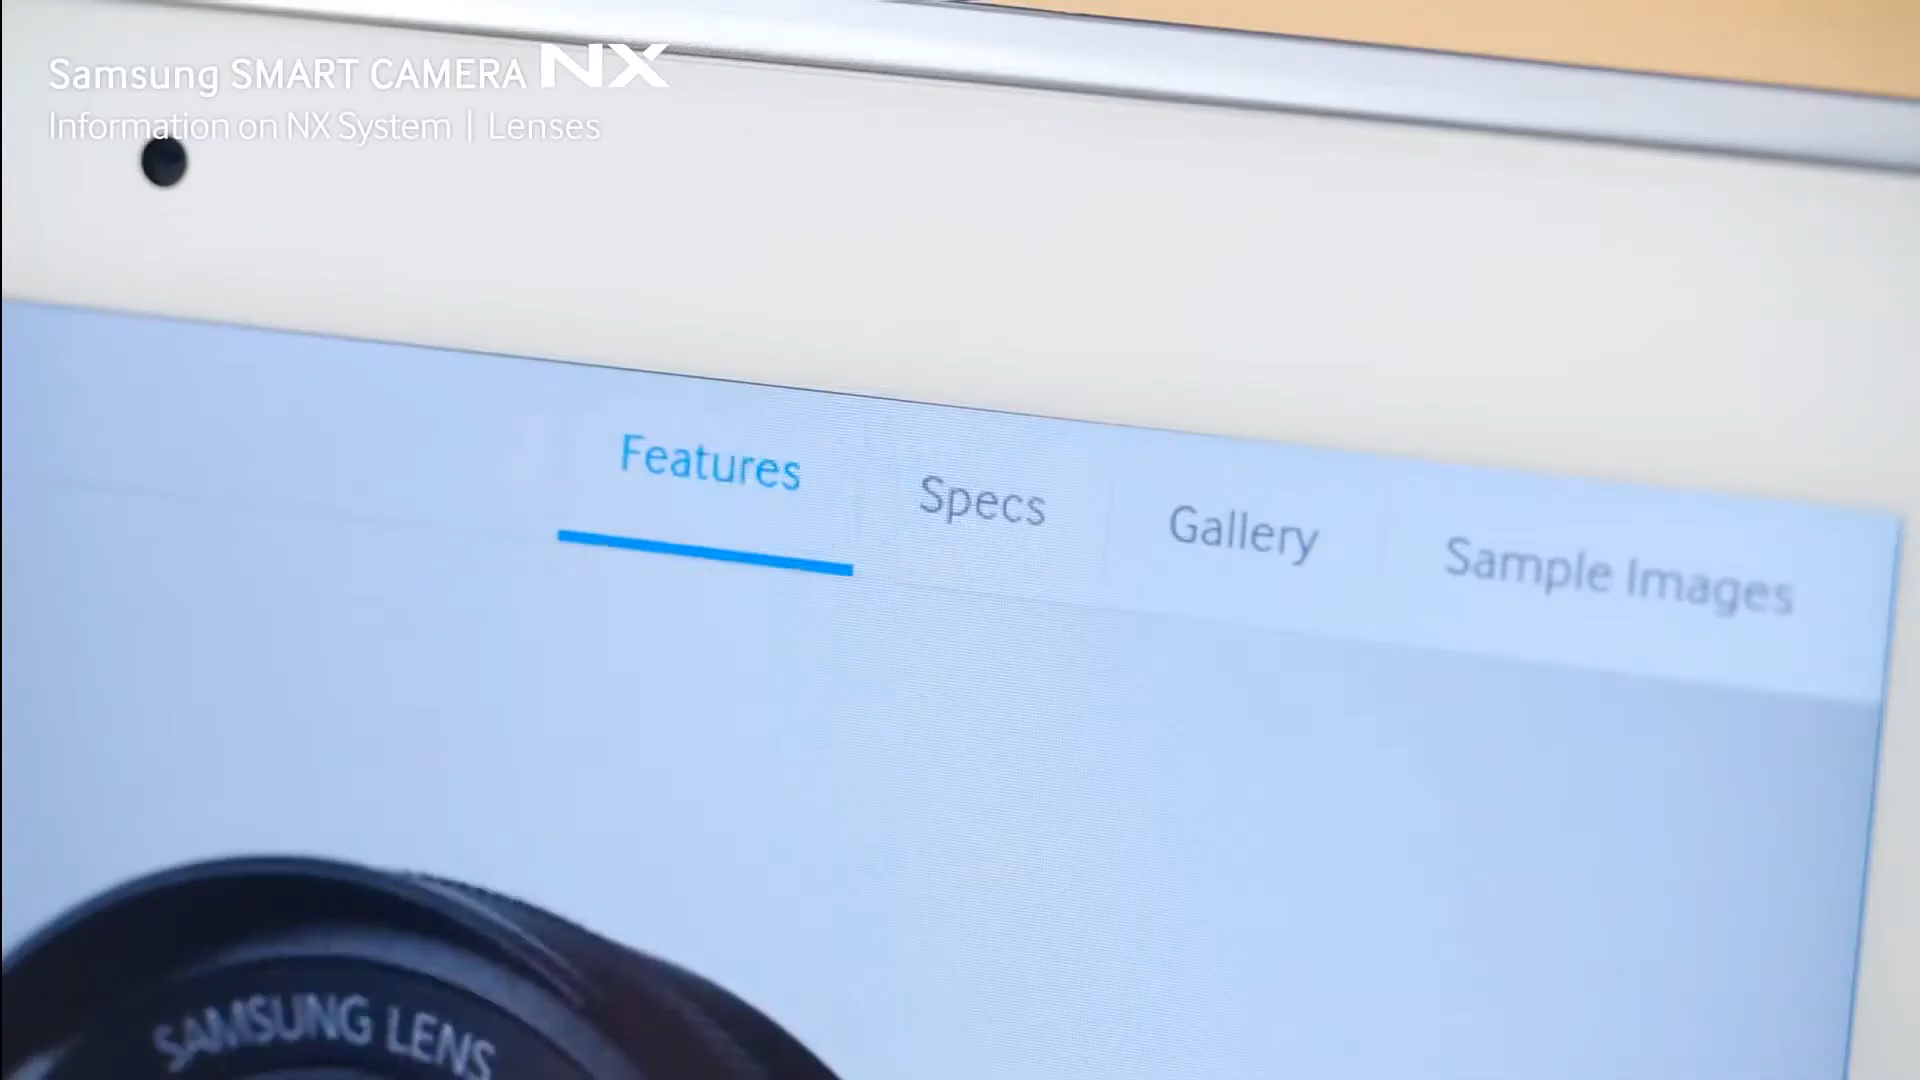 Samsung SMART CAMERA NX
Information on NX System | Lenses
Features
Specs
Gallery
Sample Images
SAMSUNG LENS